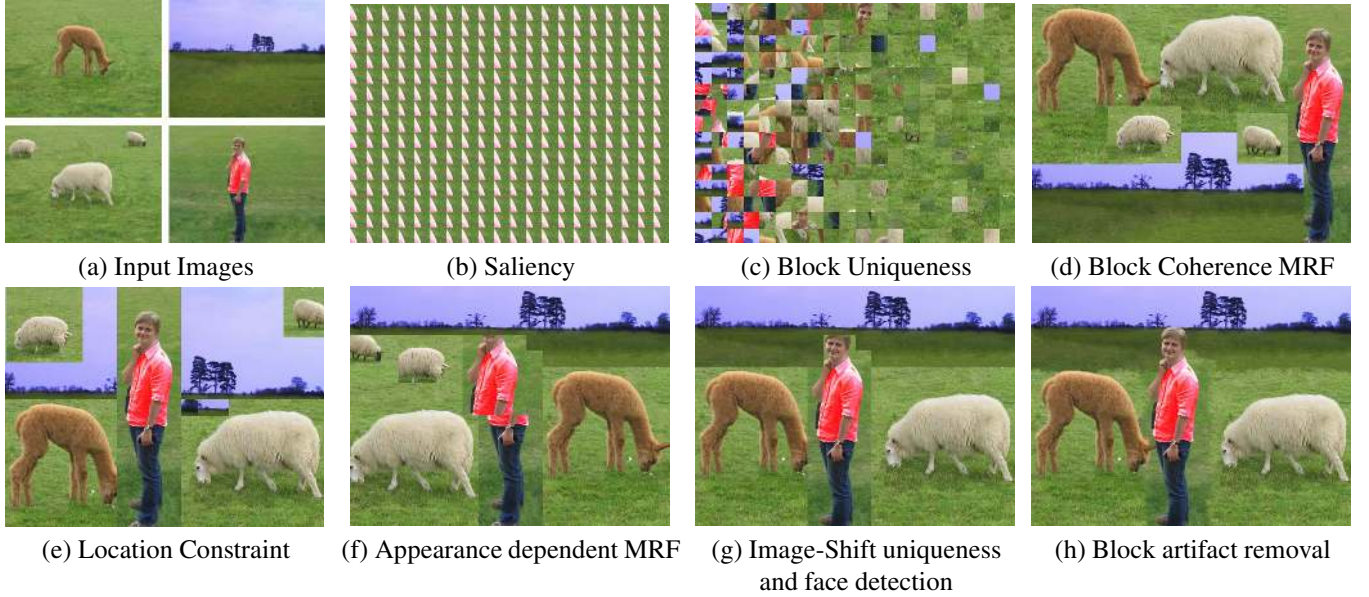 (a) Input Images
(b) Saliency
(c) Block Uniqueness
(d) Block Coherence MRF
(e) Location Constraint
(f) Appearance dependent MRF
(g) Image-Shift uniqueness
and face detection
(h) Block artifact removal